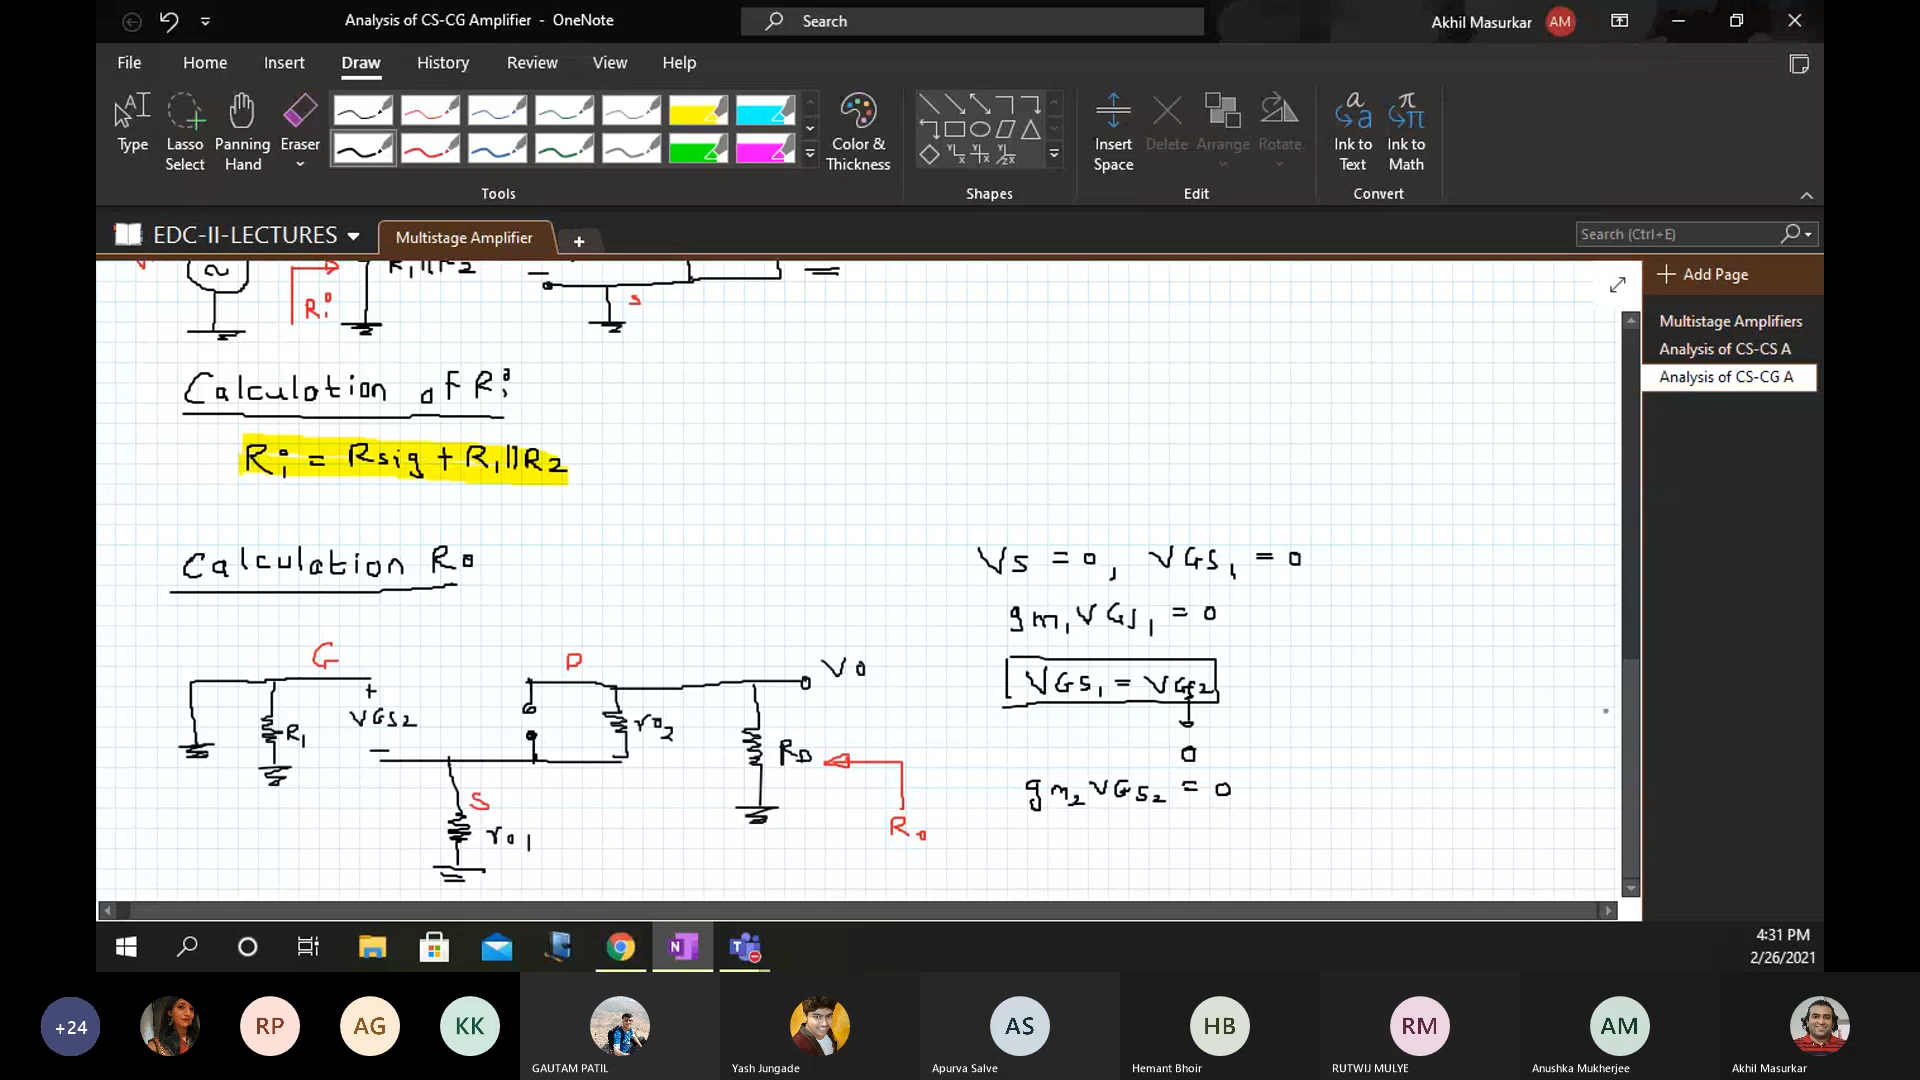 Analysis of CS-CG Amplifier - OneNote
Search
Akhil Masurkar AM
File Home Insert Draw History Review View Help
Type
Lasso Select
Panning Hand
Eraser
Color & Thickness
Insert Space
Delete
Arrange
Rotate
Ink to Text
Ink to Math
Tools
Shapes
Edit
Convert
EDC-II-LECTURES
Multistage Amplifier
Search (Ctrl+E)
Add Page
Multistage Amplifiers
Analysis of CS-CS A
Analysis of CS-CG A
R1||R2
Ri
s
Calculation of Ri
Ri = Rsig + R1||R2
Calculation Ro
Vs = 0, VGS1 = 0
gm1VGS1 = 0
VGS1 = VGS2
0
gm2VGS2 = 0
G
D
Vo
+
VGS2
−
R1
ro2
RD
S
ro1
Ro
4:31 PM
2/26/2021
+24
RP
AG
KK
AS
HB
RM
AM
GAUTAM PATIL
Yash Jungade
Apurva Salve
Hemant Bhoir
RUTWIJ MULYE
Anushka Mukherjee
Akhil Masurkar